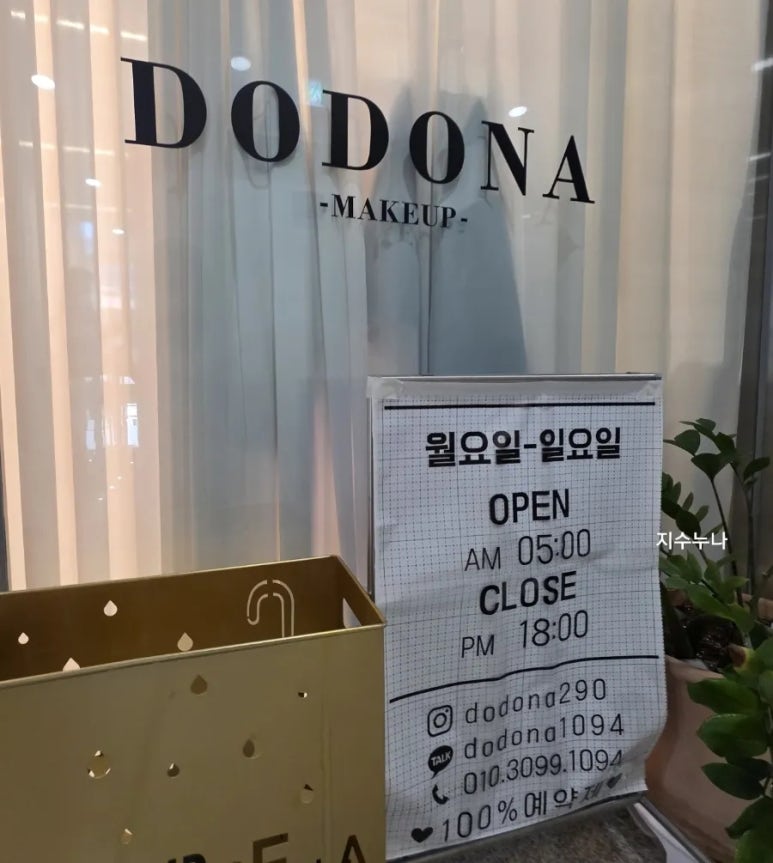 DODONA
-MAKEUP-
월요일-일요일
OPEN
AM 05:00
CLOSE
PM 18:00
dodona290
TALK
dodona1094
010.3099.1094
♥100%예약제♥
지수누나